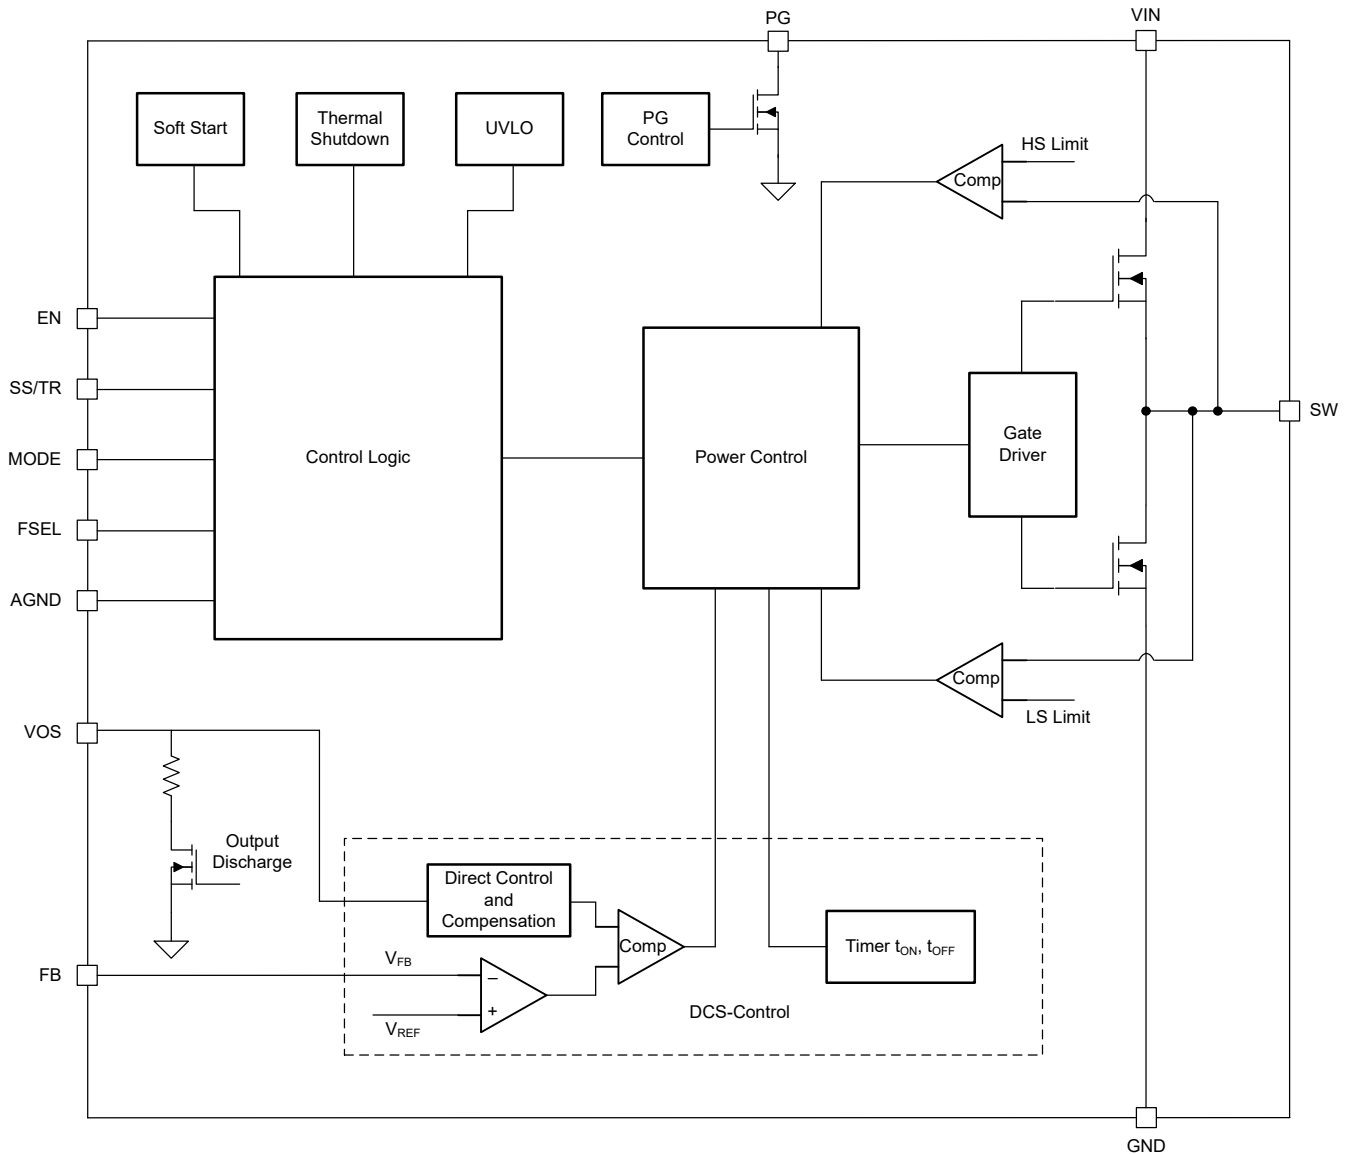 PG
VIN
Soft Start
Thermal
Shutdown
UVLO
PG
Control
HS Limit
Comp
EN
SS/TR
MODE
FSEL
AGND
Control Logic
Power Control
Gate
Driver
SW
Comp
LS Limit
VOS
Output
Discharge
Direct Control
and
Compensation
Comp
Timer tON, tOFF
FB
VFB
−
+
VREF
DCS-Control
GND